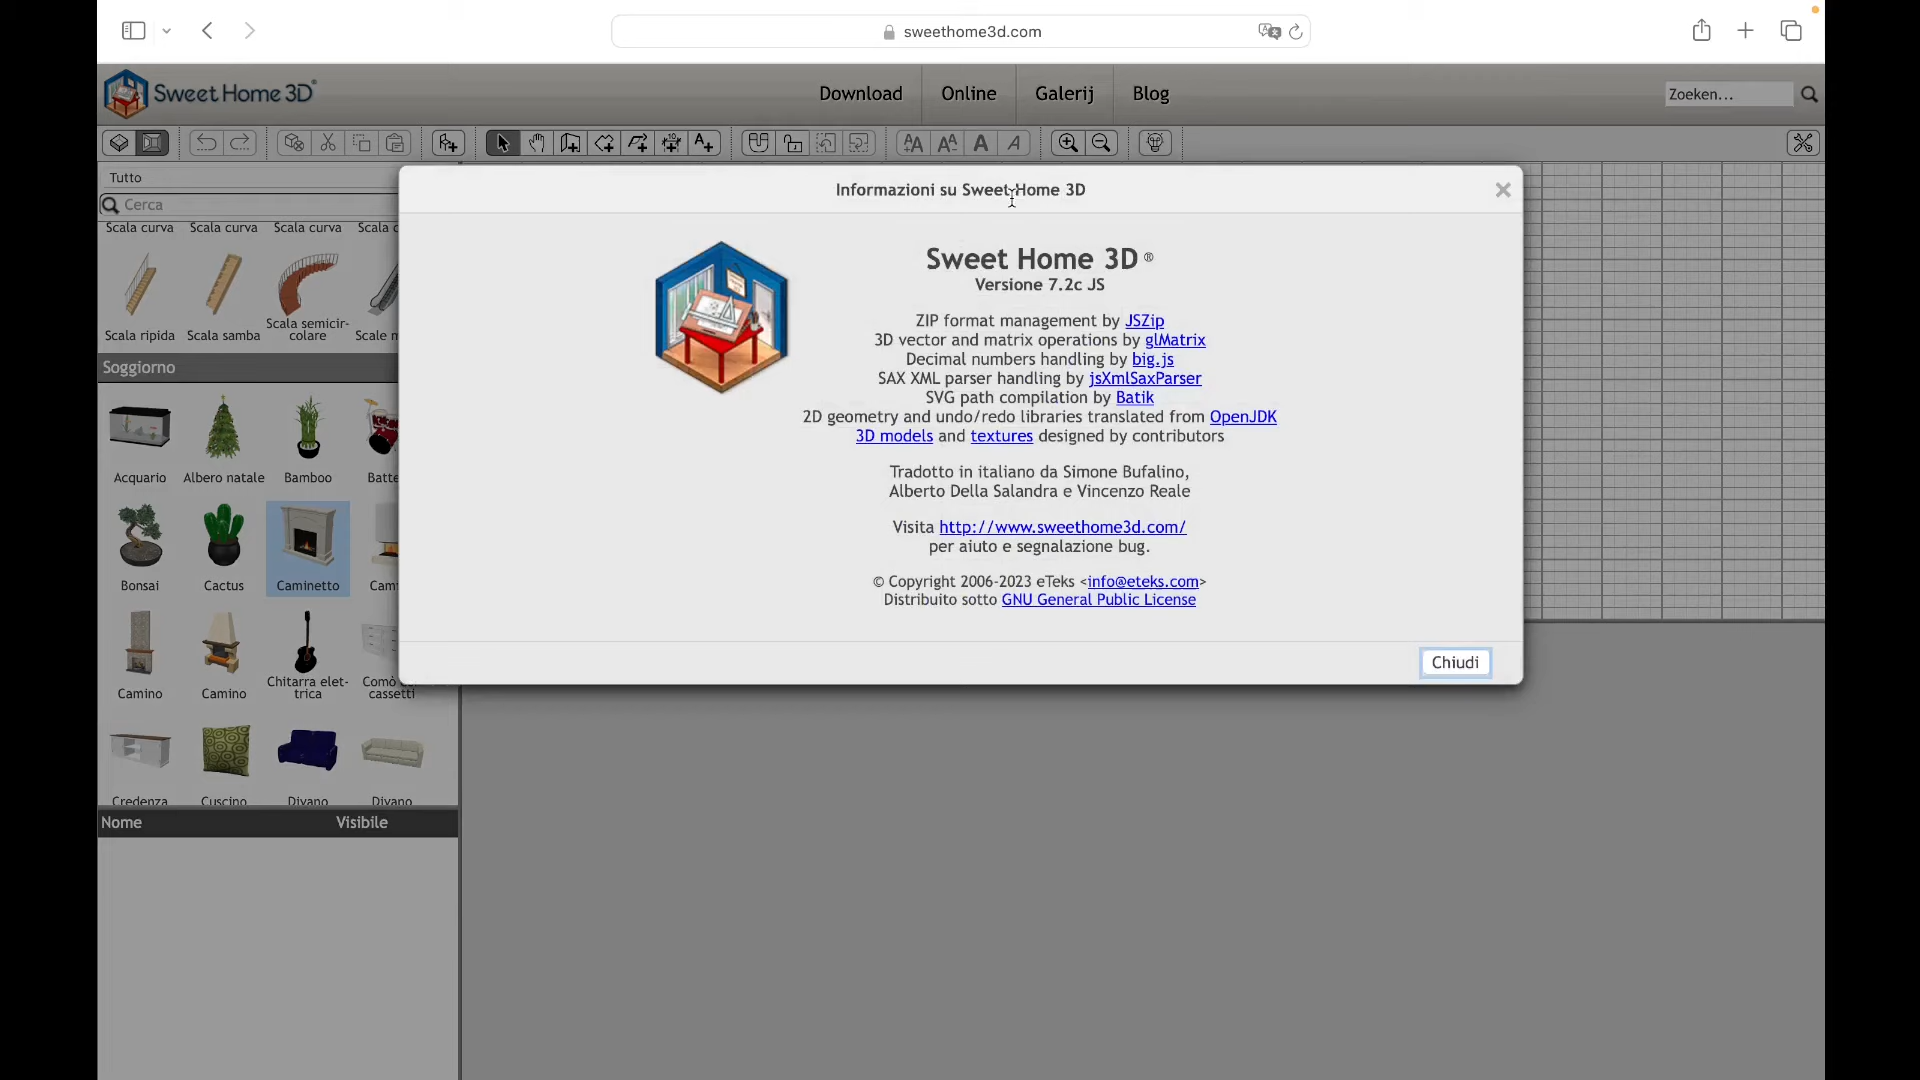 sweethome3d.com
Sweet Home 3D®
Download
Online
Galerij
Blog
Zoeken...
Tutto
Cerca
Scala curva
Scala curva
Scala curva
Scala ripida
Scala samba
Scala semicir-
colare
Soggiorno
Acquario
Albero natale
Bamboo
Bonsai
Cactus
Caminetto
Camino
Camino
Chitarra elet-
trica
cassetti
Credenza
Cuscino
Divano
Divano
Nome
Visibile
Informazioni su Sweet Home 3D
Sweet Home 3D ®
Versione 7.2c JS
ZIP format management by JSZip
3D vector and matrix operations by glMatrix
Decimal numbers handling by big.js
SAX XML parser handling by jsXmlSaxParser
SVG path compilation by Batik
2D geometry and undo/redo libraries translated from OpenJDK
3D models and textures designed by contributors
Tradotto in italiano da Simone Bufalino,
Alberto Della Salandra e Vincenzo Reale
Visita http://www.sweethome3d.com/
per aiuto e segnalazione bug.
© Copyright 2006-2023 eTeks <info@eteks.com>
Distribuito sotto GNU General Public License
Chiudi